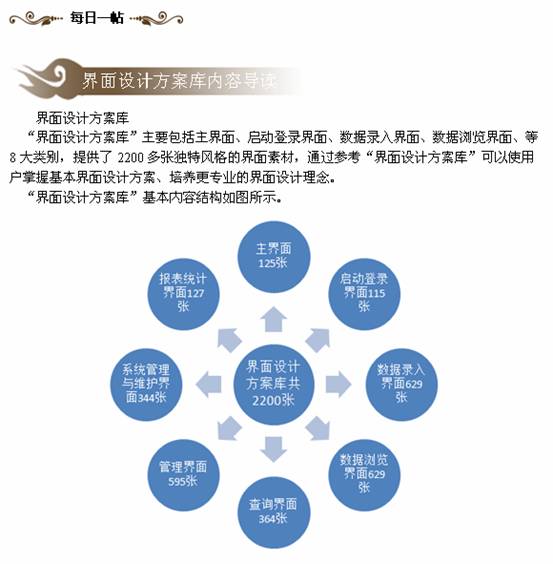 每日一帖
界面设计方案库内容导读
界面设计方案库
“界面设计方案库”主要包括主界面、启动登录界面、数据录入界面、数据浏览界面、等
8大类别，提供了2200多张独特风格的界面素材，通过参考“界面设计方案库”可以使用
户掌握基本界面设计方案、培养更专业的界面设计理念。
“界面设计方案库”基本内容结构如图所示。
主界面
125张
启动登录
界面115
张
数据录入
界面629
张
数据浏览
界面629
张
查询界面
364张
管理界面
595张
系统管理
与维护界
面344张
报表统计
界面127
张
界面设计
方案库共
2200张